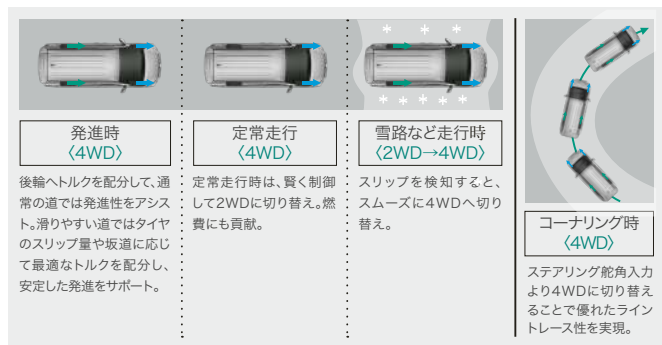 発進時
〈4WD〉
後輪へトルクを配分して、通
常の道では発進性をアシス
ト。滑りやすい道ではタイヤ
のスリップ量や坂道に応じ
て最適なトルクを配分し、
安定した発進をサポート。
定常走行
〈4WD〉
定常走行時は、賢く制御
して2WDに切り替え。燃
費にも貢献。
雪路など走行時
〈2WD→4WD〉
スリップを検知すると、
スムーズに4WDへ切り
替え。
コーナリング時
〈4WD〉
ステアリング舵角入力
より4WDに切り替え
ることで優れたライン
トレース性を実現。